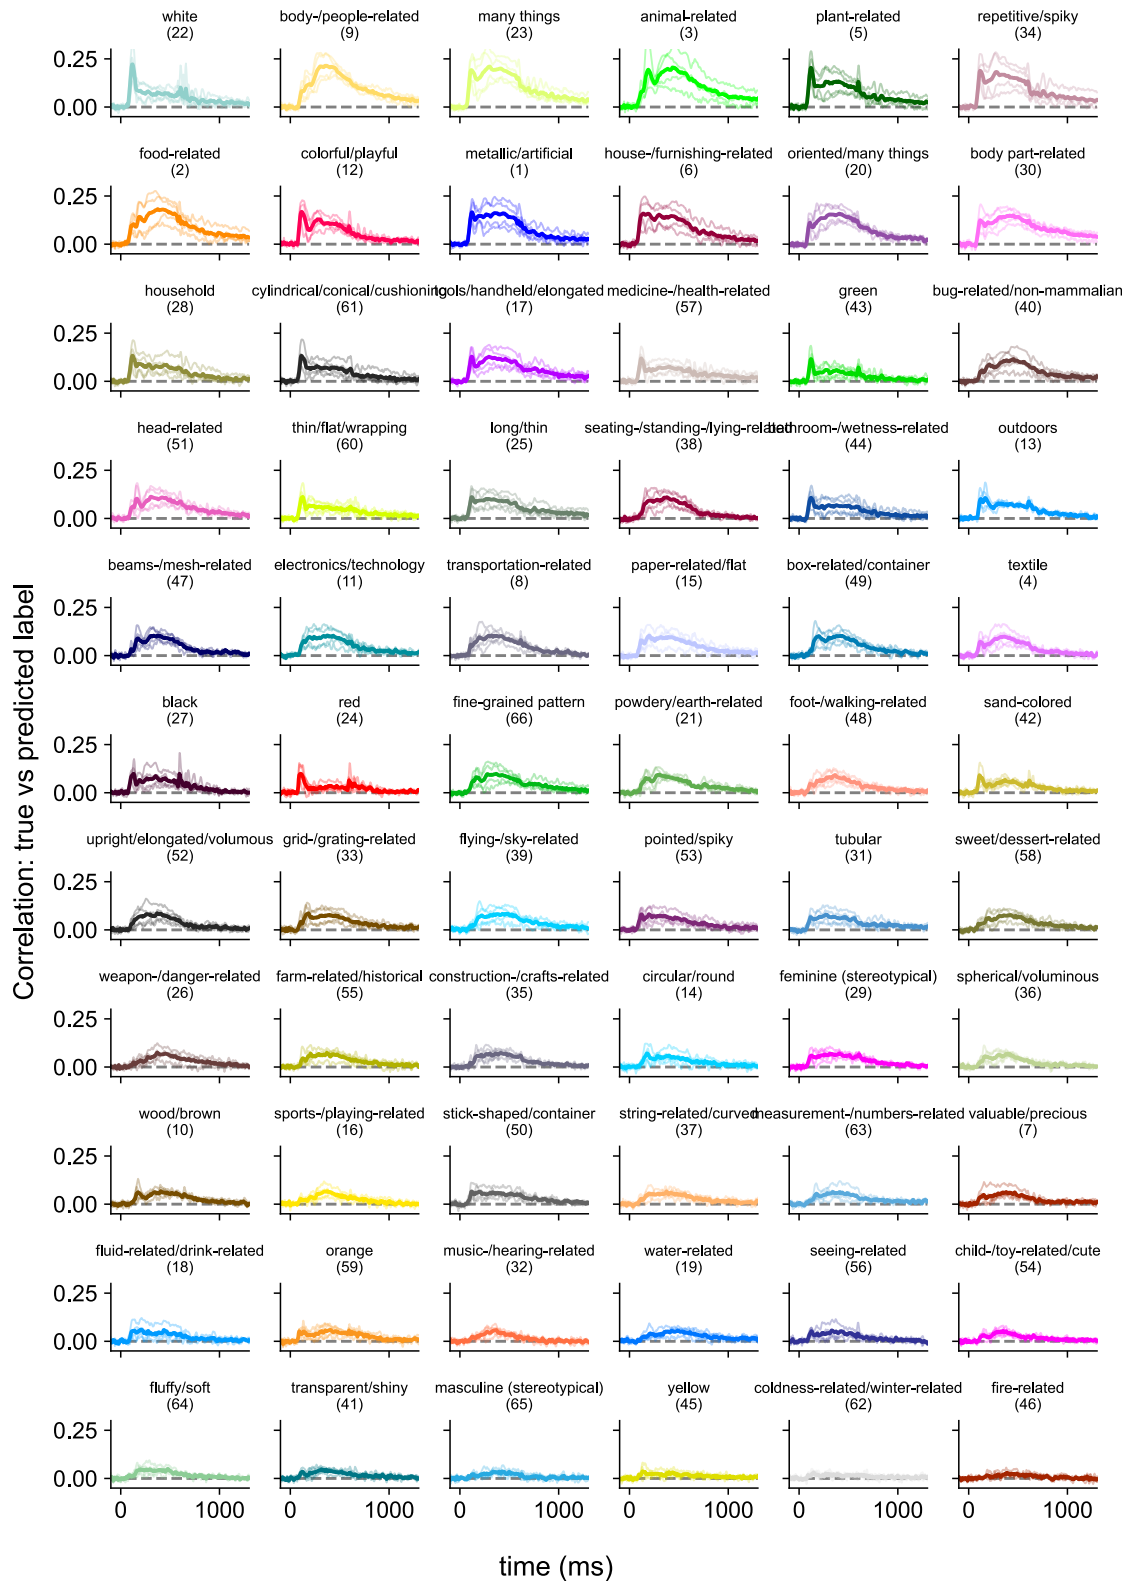 white
(22)
body-/people-related
(9)
many things
(23)
animal-related
(3)
plant-related
(5)
repetitive/spiky
(34)
0.25
0.00
food-related
(2)
colorful/playful
(12)
metallic/artificial
(1)
house-/furnishing-related
(6)
oriented/many things
(20)
body part-related
(30)
0.25
0.00
household
(28)
cylindrical/conical/cushioning
(61)
tools/handheld/elongated
(17)
medicine-/health-related
(57)
green
(43)
bug-related/non-mammalian
(40)
0.25
0.00
head-related
(51)
thin/flat/wrapping
(60)
long/thin
(25)
seating-/standing-/lying-related
(38)
bathroom-/wetness-related
(44)
outdoors
(13)
0.25
0.00
beams-/mesh-related
(47)
electronics/technology
(11)
transportation-related
(8)
paper-related/flat
(15)
box-related/container
(49)
textile
(4)
0.25
0.00
black
(27)
red
(24)
fine-grained pattern
(66)
powdery/earth-related
(21)
foot-/walking-related
(48)
sand-colored
(42)
0.25
0.00
upright/elongated/volumous
(52)
grid-/grating-related
(33)
flying-/sky-related
(39)
pointed/spiky
(53)
tubular
(31)
sweet/dessert-related
(58)
0.25
0.00
weapon-/danger-related
(26)
farm-related/historical
(55)
construction-/crafts-related
(35)
circular/round
(14)
feminine (stereotypical)
(29)
spherical/voluminous
(36)
0.25
0.00
wood/brown
(10)
sports-/playing-related
(16)
stick-shaped/container
(50)
string-related/curved
(37)
measurement-/numbers-related
(63)
valuable/precious
(7)
0.25
0.00
fluid-related/drink-related
(18)
orange
(59)
music-/hearing-related
(32)
water-related
(19)
seeing-related
(56)
child-/toy-related/cute
(54)
0.25
0.00
fluffy/soft
(64)
transparent/shiny
(41)
masculine (stereotypical)
(65)
yellow
(45)
coldness-related/winter-related
(62)
fire-related
(46)
0.25
0.00
0 1000 0 1000 0 1000 0 1000 0 1000 0 1000
time (ms)
Correlation: true vs predicted label